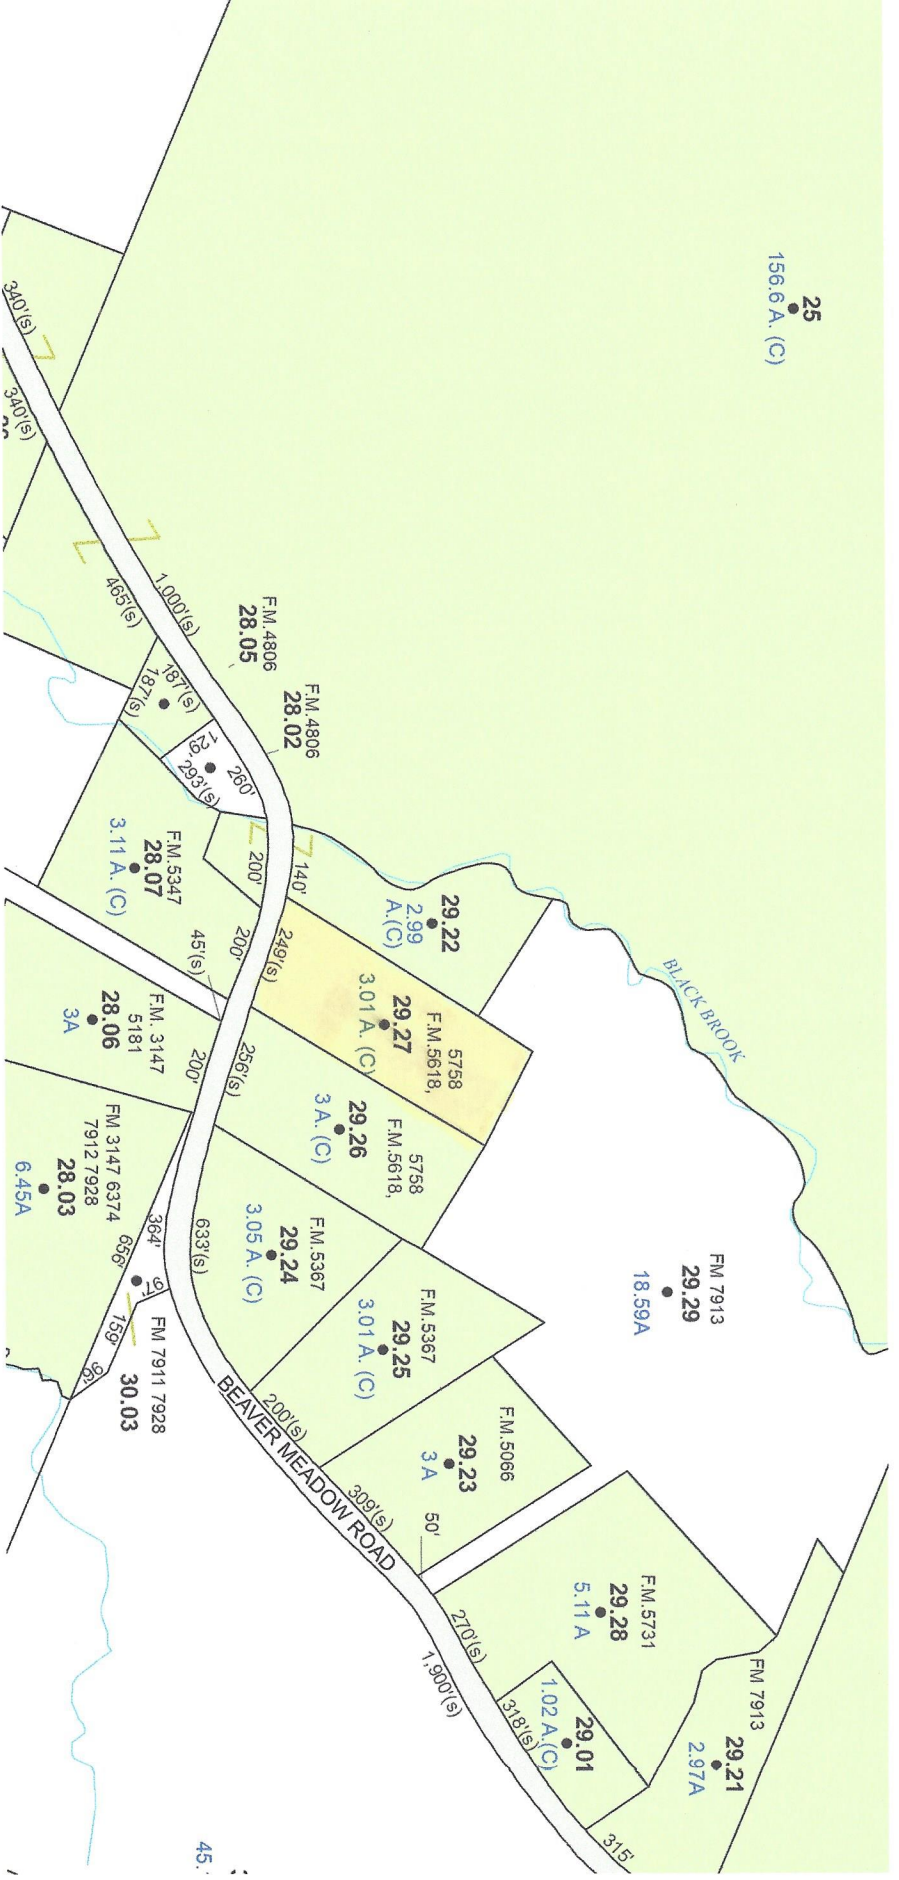 25
156.6 A. (C)
340'(s)
340'(s)
465'(s)
1,000'(s)
F.M.4806
28.05
F.M.4806
28.02
187'(s)
187'(s)
129'
293'(s)
260'
F.M.5347
28.07
3.11 A. (C)
200'
140'
29.22
2.99
A.(C)
BLACK BROOK
249'(s)
200'
45'(s)
5758
F.M.5618,
29.27
3.01 A. (C)
F.M. 3147
5181
28.06
3A
200'
256'(s)
5758
F.M.5618,
29.26
3 A. (C)
FM 3147 6374
7912 7928
28.03
6.45A
364'
656'
97'
159'
96'
633'(s)
F.M.5367
29.24
3.05 A. (C)
F.M.5367
29.25
3.01 A. (C)
FM 7913
29.29
18.59A
FM 7911 7928
30.03
200'(s)
BEAVER MEADOW ROAD
309'(s)
F.M.5066
29.23
3 A
50'
F.M.5731
29.28
5.11 A
270'(s)
1,900'(s)
318'(s)
29.01
1.02 A.(C)
FM 7913
29.21
2.97A
315'
45.